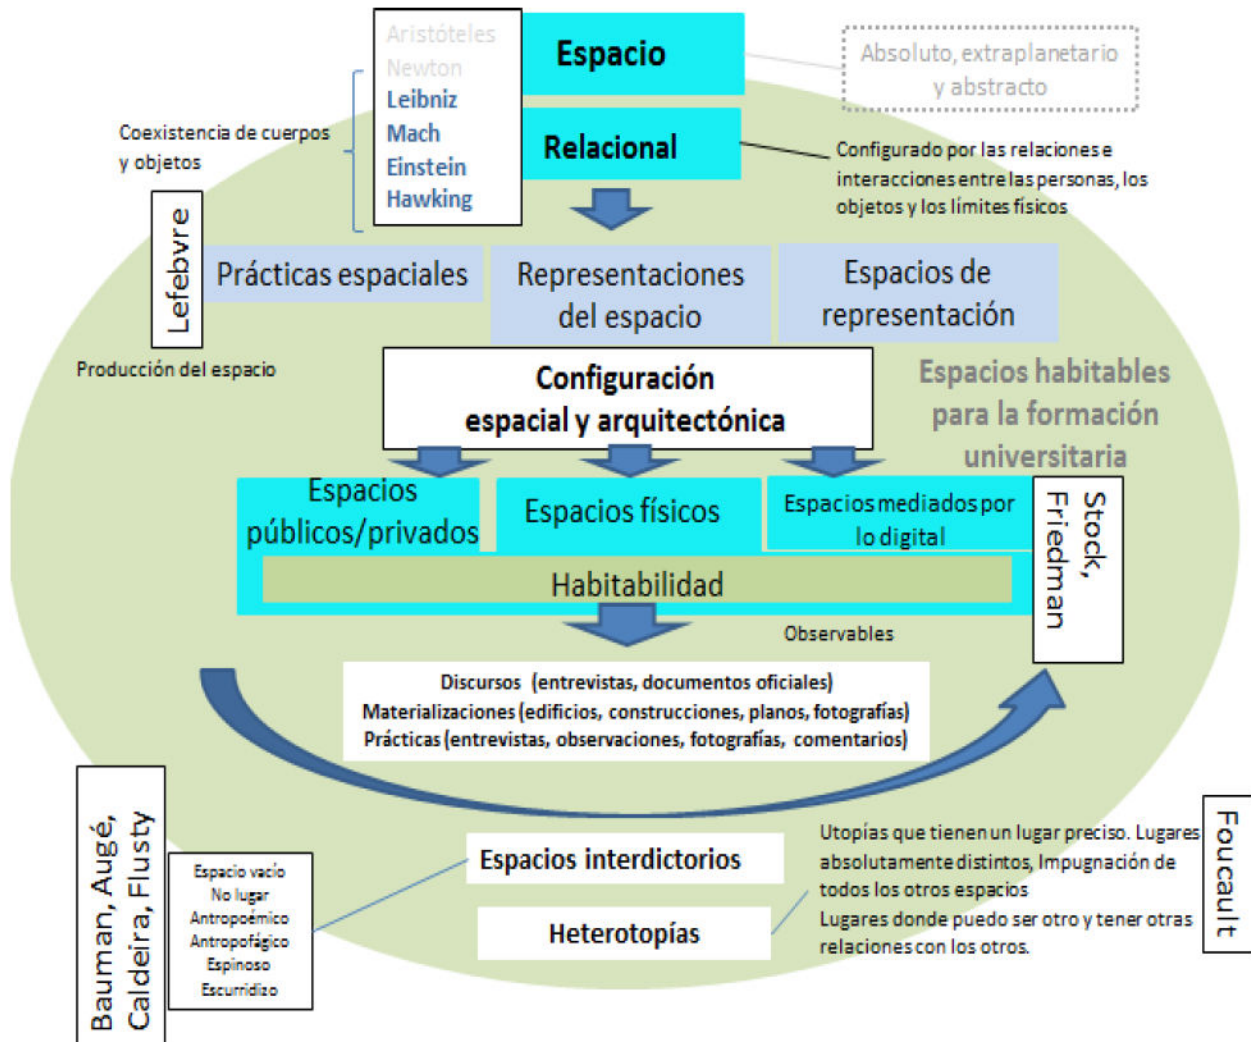 Aristóteles
Newton
Leibniz
Mach
Einstein
Hawking
Espacio
Relacional
Absoluto, extraplanetario
y abstracto
Coexistencia de cuerpos
y objetos
Configurado por las relaciones e
interacciones entre las personas, los
objetos y los límites físicos
Lefebvre
Prácticas espaciales
Representaciones
del espacio
Espacios de
representación
Producción del espacio
Configuración
espacial y arquitectónica
Espacios habitables
para la formación
universitaria
Espacios
públicos/privados
Espacios físicos
Espacios mediados por
lo digital
Stock,
Friedman
Habitabilidad
Observables
Discursos (entrevistas, documentos oficiales)
Materializaciones (edificios, construcciones, planos, fotografías)
Prácticas (entrevistas, observaciones, fotografías, comentarios)
Bauman, Augé,
Caldeira, Flusty
Espacio vacío
No lugar
Antropoémico
Antropofágico
Espinoso
Escurridizo
Espacios interdictorios
Heterotopías
Utopías que tienen un lugar preciso. Lugares
absolutamente distintos, Impugnación de
todos los otros espacios
Lugares donde puedo ser otro y tener otras
relaciones con los otros.
Foucault